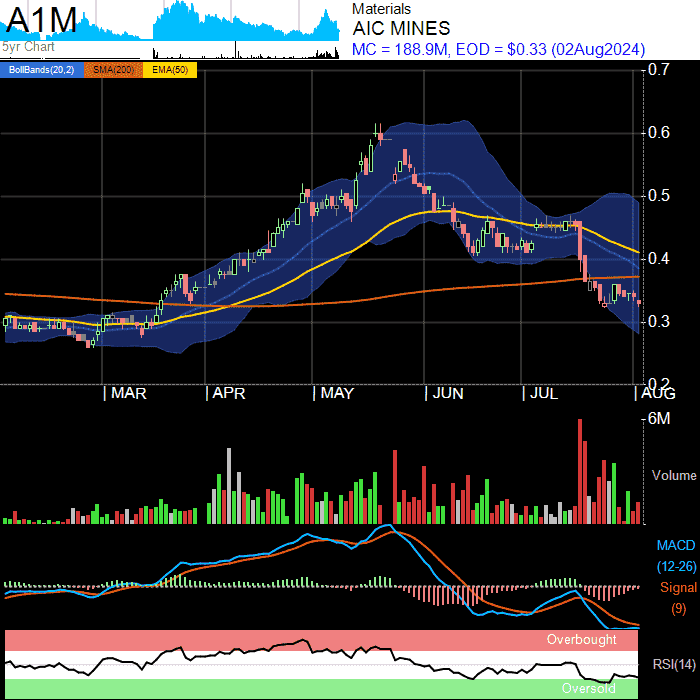 A1M
5yr Chart
Materials
AIC MINES
MC = 188.9M, EOD = $0.33 (02Aug2024)
BollBands(20,2) SMA(200) EMA(50)
0.7
0.6
0.5
0.4
0.3
0.2
| MAR | APR | MAY | JUN | JUL | AUG
6M
Volume
MACD
(12-26)
Signal
(9)
Overbought
RSI(14)
Oversold